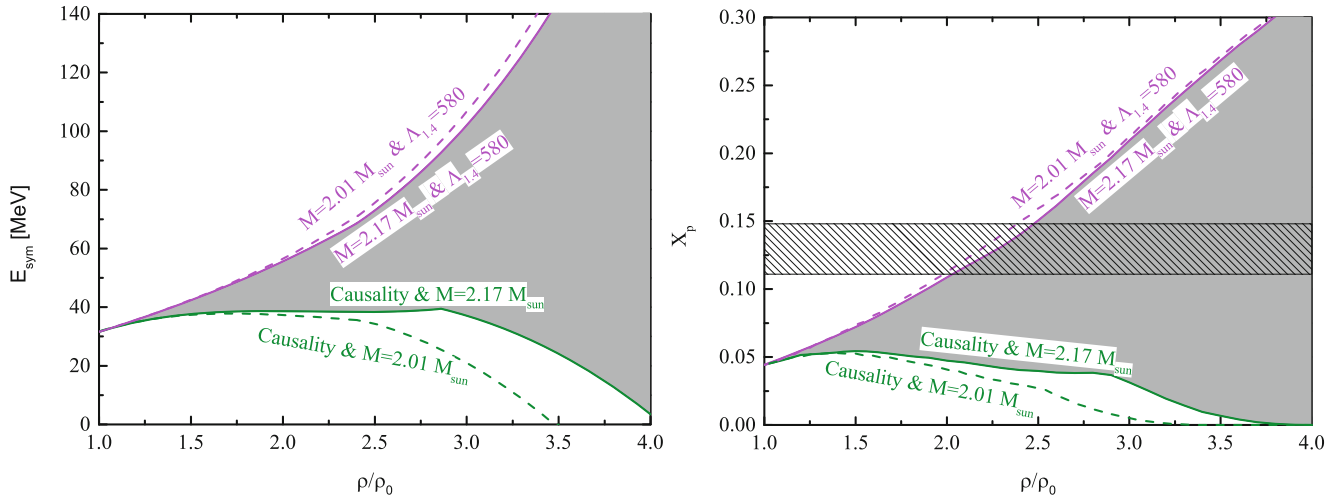 140
120
100
80
60
40
20
0
E_sym [MeV]
M=2.01 M_sun & Λ_1.4=580
M=2.17 M_sun & Λ_1.4=580
Causality & M=2.17 M_sun
Causality & M=2.01 M_sun
1.0 1.5 2.0 2.5 3.0 3.5 4.0
ρ/ρ_0
0.30
0.25
0.20
0.15
0.10
0.05
0.00
X_p
M=2.01 M_sun & Λ_1.4=580
M=2.17 M_sun & Λ_1.4=580
Causality & M=2.17 M_sun
Causality & M=2.01 M_sun
1.0 1.5 2.0 2.5 3.0 3.5 4.0
ρ/ρ_0